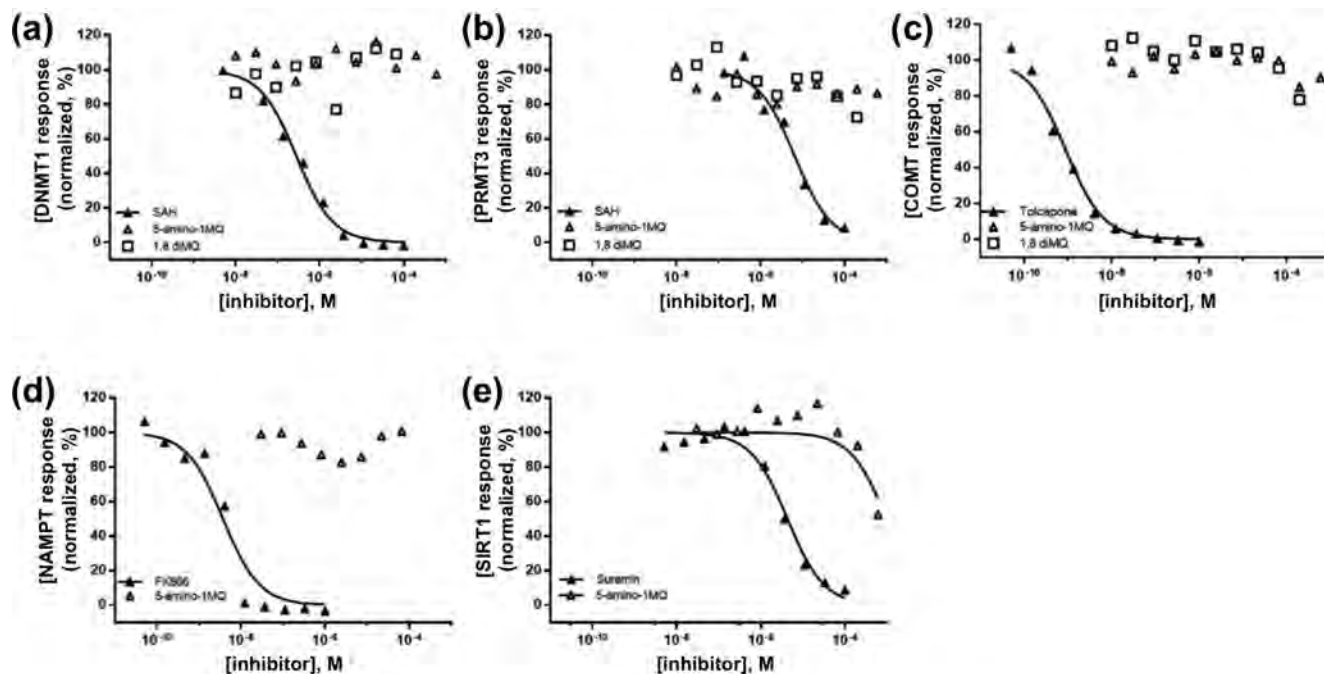 (a)
[DNMT1 response
(normalized, %)
120
100
80
60
40
20
0
SAH
5-amino-1MQ
1,8 diMQ
10⁻¹⁰
10⁻⁸
10⁻⁶
10⁻⁴
[inhibitor], M
(b)
[PRMT3 response
(normalized, %)
120
100
80
60
40
20
0
SAH
5-amino-1MQ
1,8 diMQ
10⁻¹⁰
10⁻⁸
10⁻⁶
10⁻⁴
[inhibitor], M
(c)
[COMT response
(normalized, %)
120
100
80
60
40
20
0
Tolcapone
5-amino-1MQ
1,8 diMQ
10⁻¹⁰
10⁻⁸
10⁻⁶
10⁻⁴
[inhibitor], M
(d)
[NAMPT response
(normalized, %)
120
100
80
60
40
20
0
FK866
5-amino-1MQ
10⁻¹⁰
10⁻⁸
10⁻⁶
10⁻⁴
[inhibitor], M
(e)
[SIRT1 response
(normalized, %)
120
100
80
60
40
20
0
Suramin
5-amino-1MQ
10⁻¹⁰
10⁻⁸
10⁻⁶
10⁻⁴
[inhibitor], M